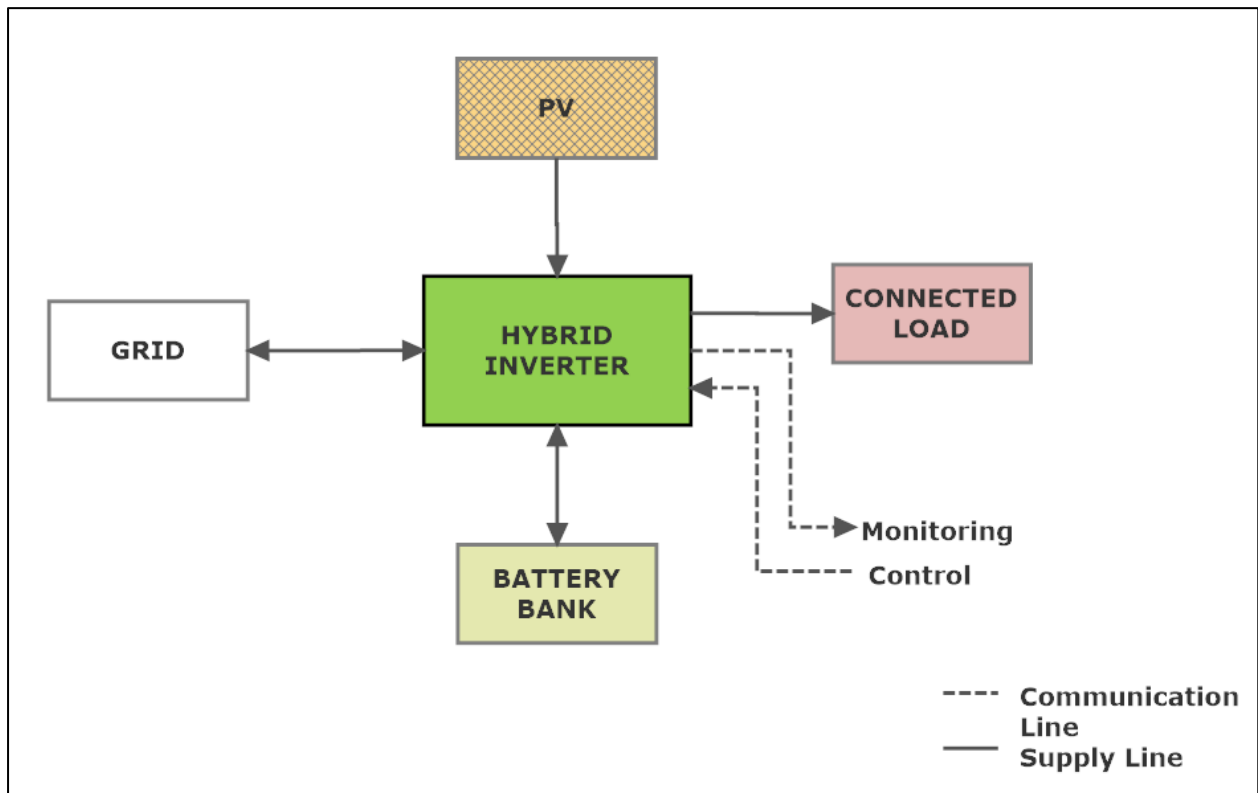 PV
CONNECTED
LOAD
HYBRID
INVERTER
GRID
Monitoring
Control
BATTERY
BANK
Communication
Line
Supply Line